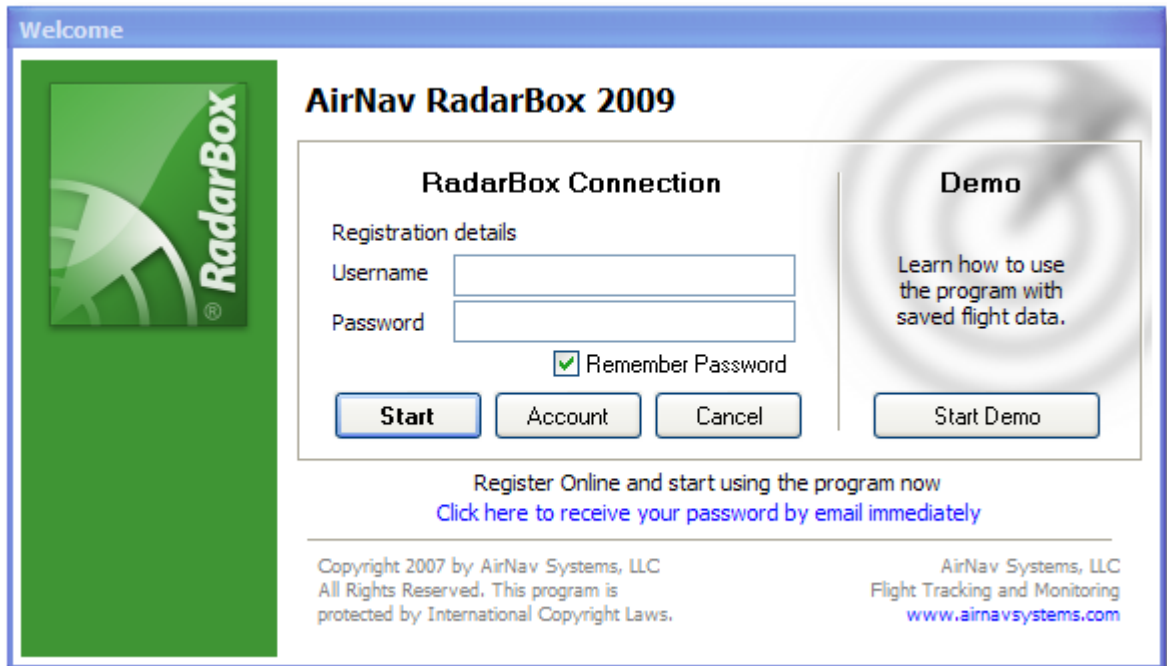 Welcome
RadarBox
®
AirNav RadarBox 2009
RadarBox Connection
Registration details
Username
Password
Remember Password
Start
Account
Cancel
Demo
Learn how to use
the program with
saved flight data.
Start Demo
Register Online and start using the program now
Click here to receive your password by email immediately
Copyright 2007 by AirNav Systems, LLC
All Rights Reserved. This program is
protected by International Copyright Laws.
AirNav Systems, LLC
Flight Tracking and Monitoring
www.airnavsystems.com